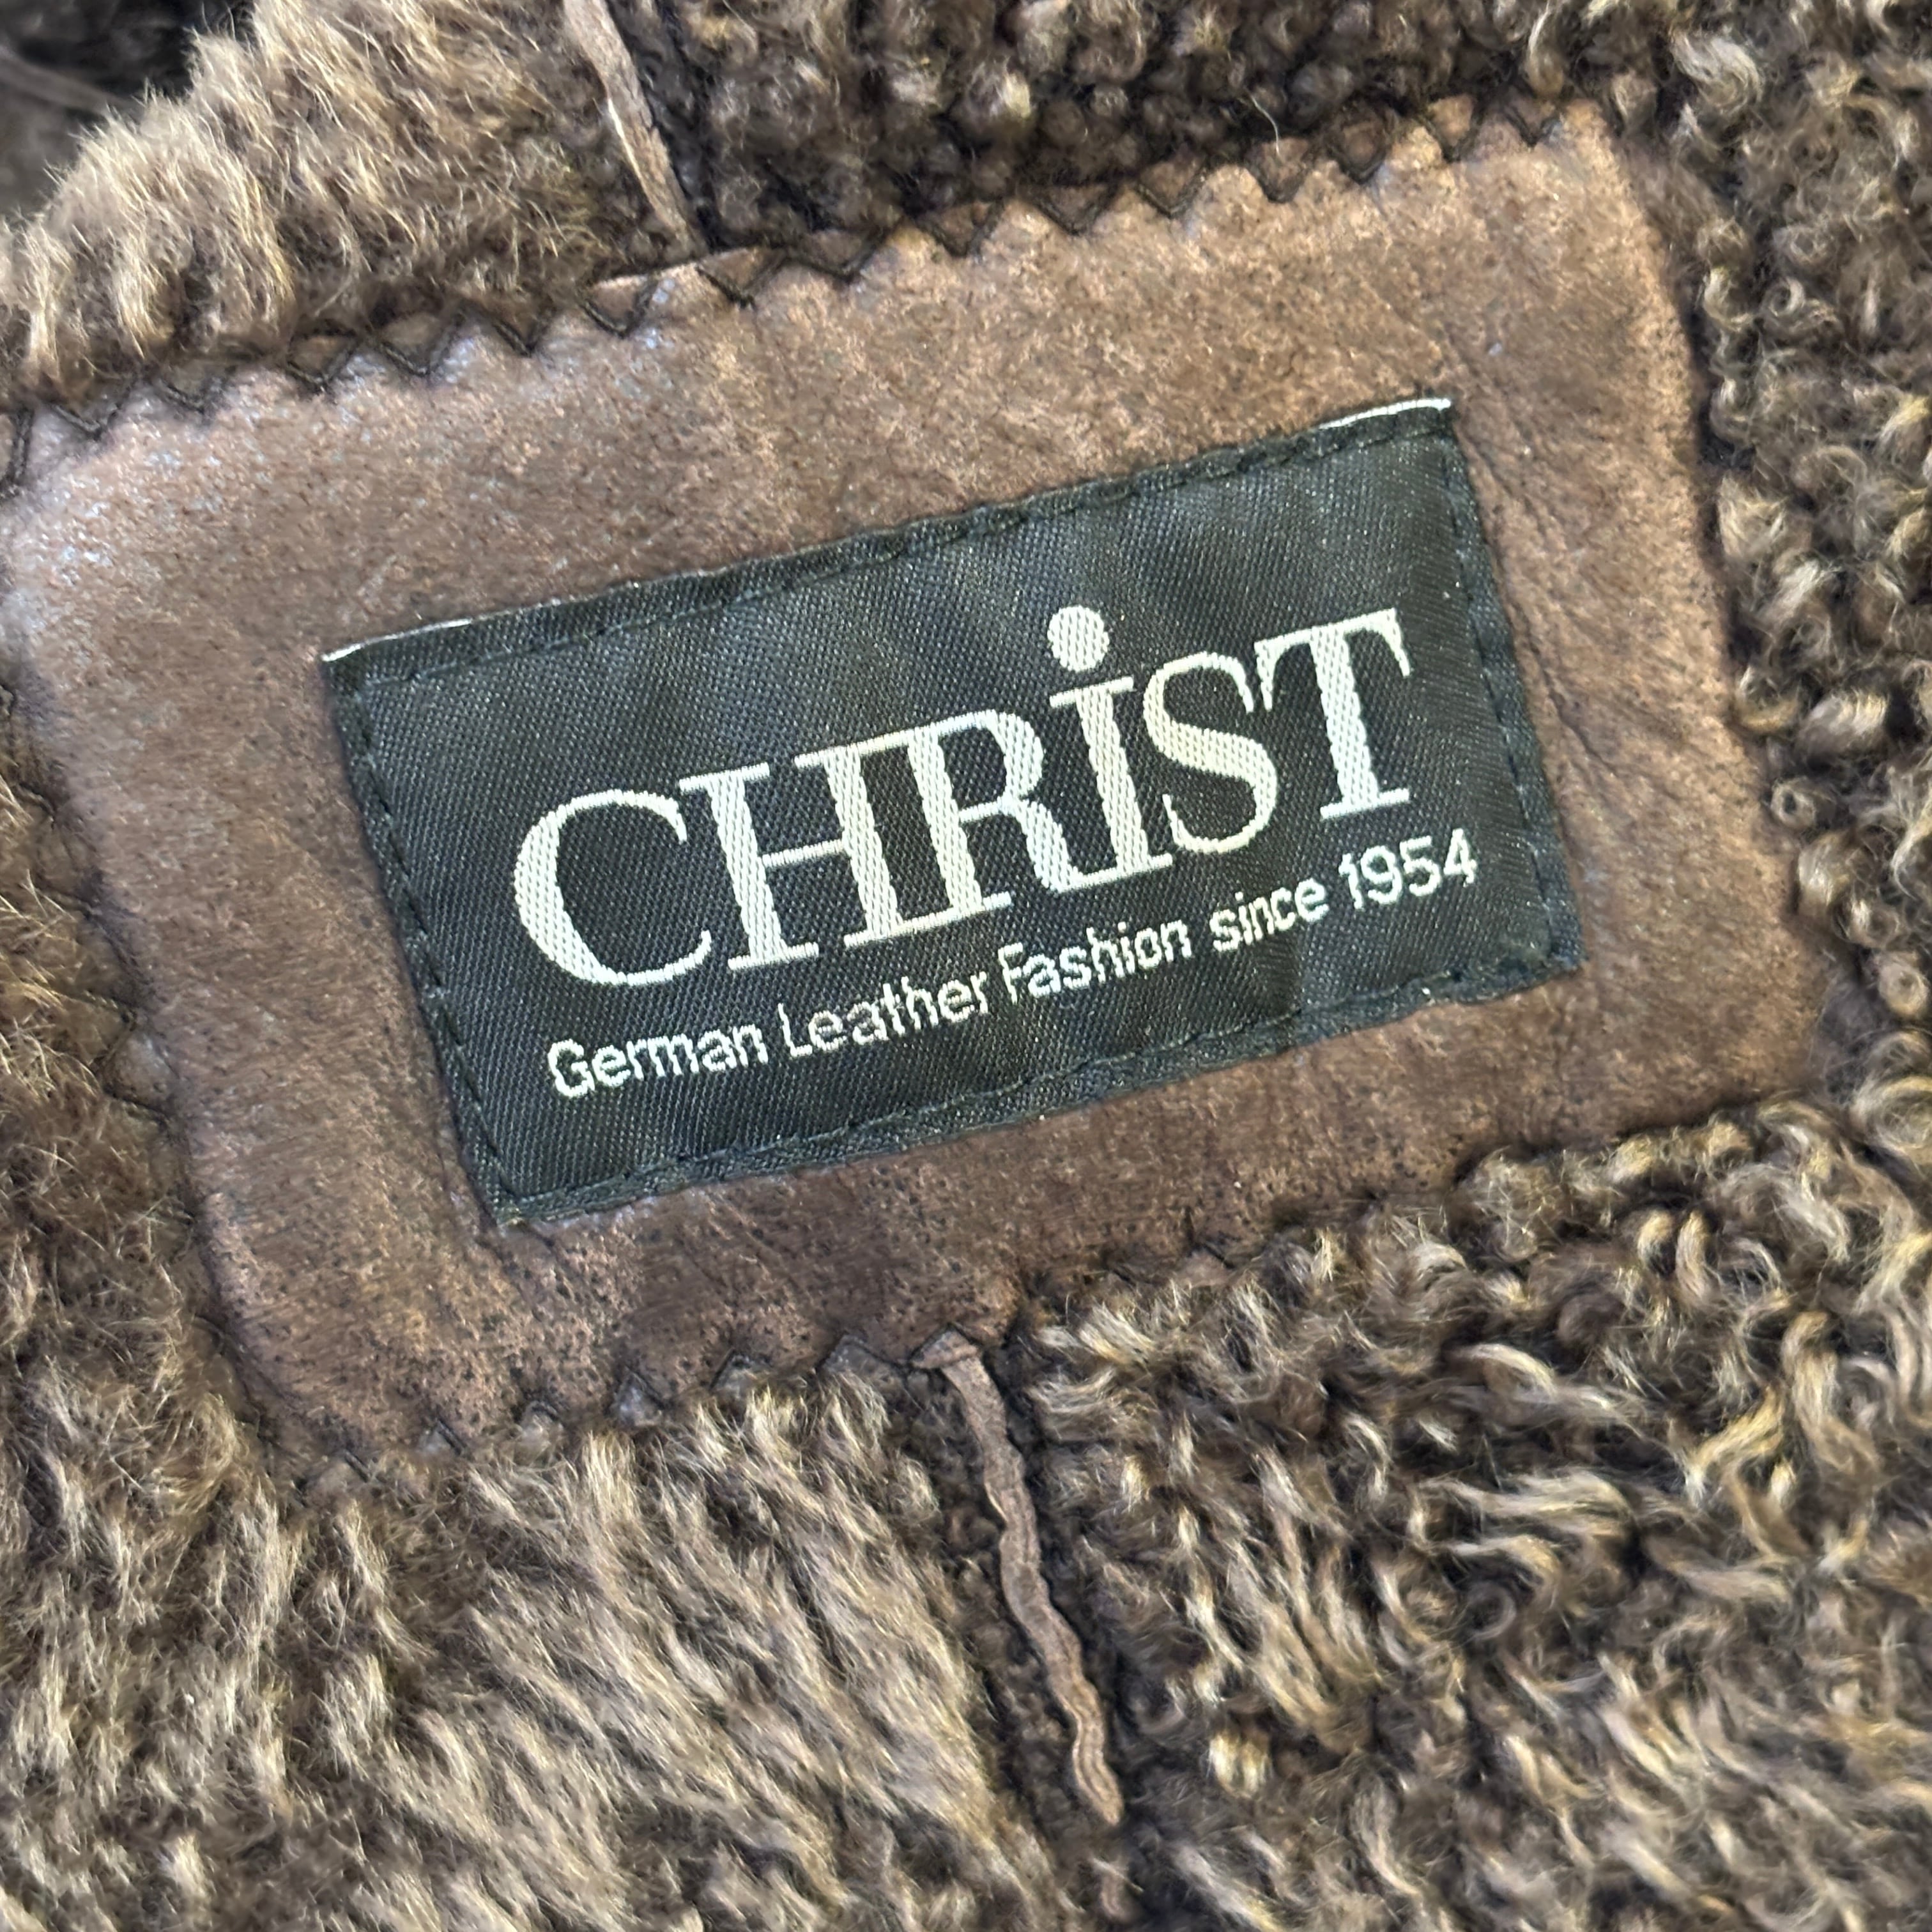 CHRiST
German Leather Fashion since 1954